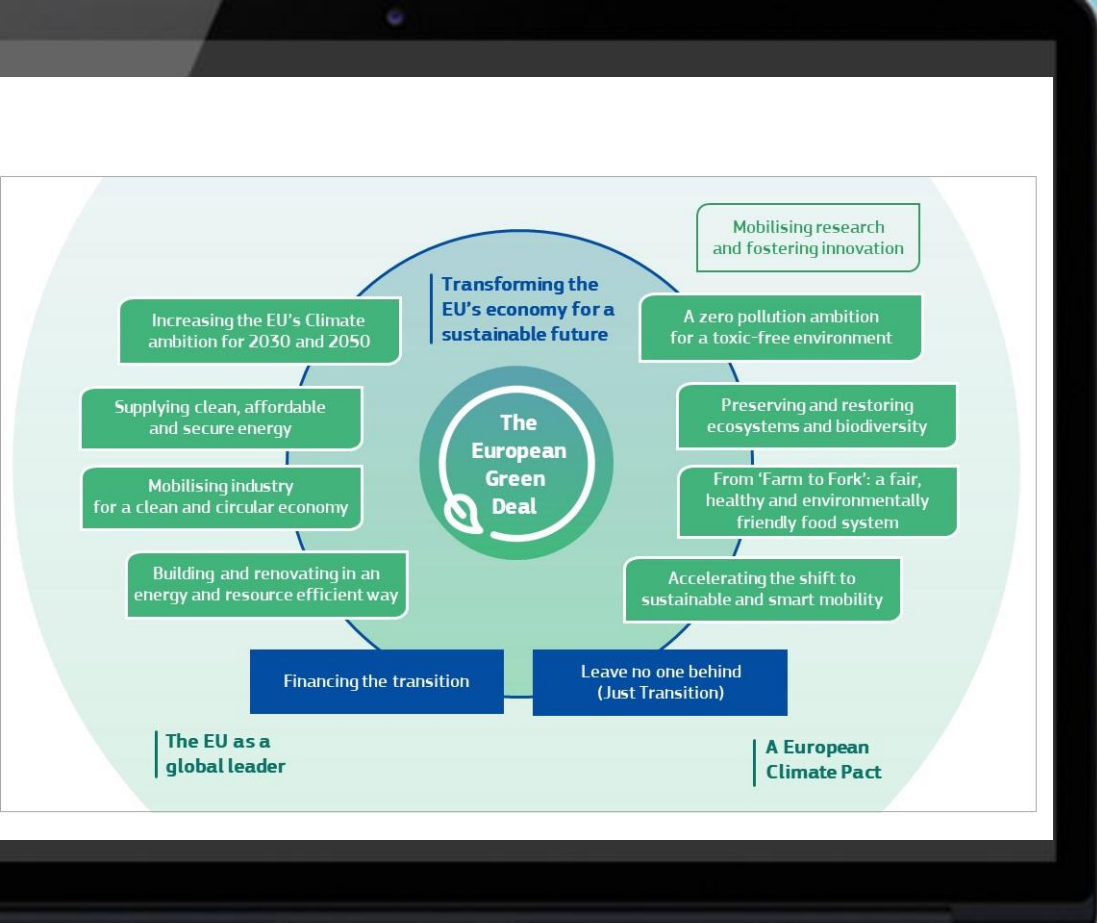 Mobilising research
and fostering innovation
Transforming the
EU's economy for a
sustainable future
Increasing the EU's Climate
ambition for 2030 and 2050
A zero pollution ambition
for a toxic-free environment
Supplying clean, affordable
and secure energy
Preserving and restoring
ecosystems and biodiversity
The
European
Green
Deal
Mobilising industry
for a clean and circular economy
From ‘Farm to Fork’: a fair,
healthy and environmentally
friendly food system
Building and renovating in an
energy and resource efficient way
Accelerating the shift to
sustainable and smart mobility
Financing the transition
Leave no one behind
(Just Transition)
The EU as a
global leader
A European
Climate Pact